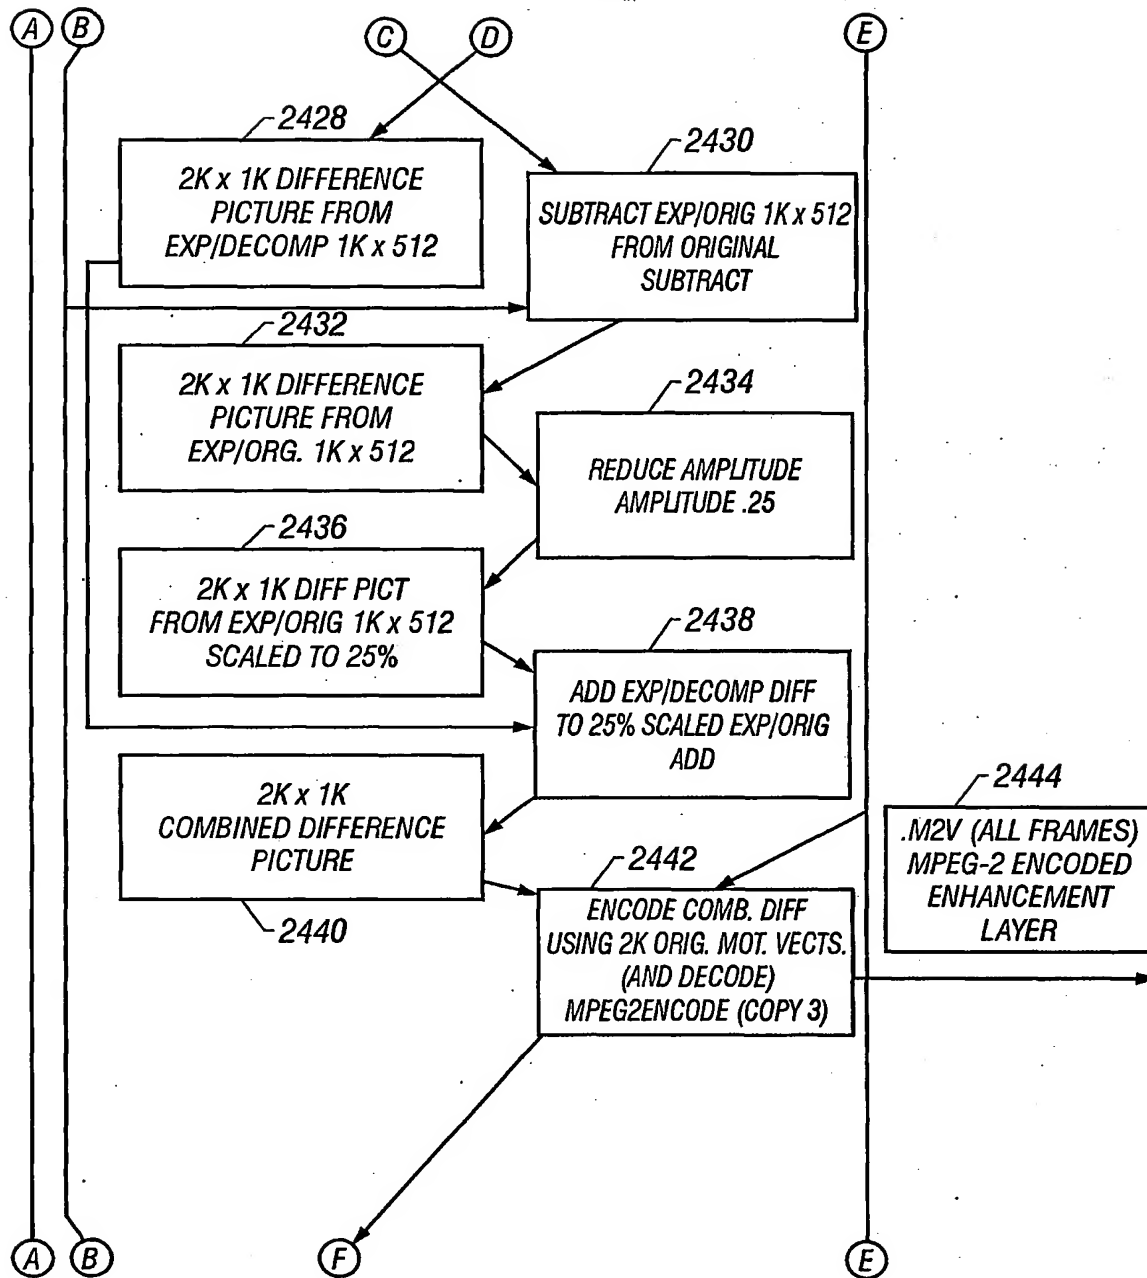 A B C D E
2428
2K x 1K DIFFERENCE
PICTURE FROM
EXP/DECOMP 1K x 512
2430
SUBTRACT EXP/ORIG 1K x 512
FROM ORIGINAL
SUBTRACT
2432
2K x 1K DIFFERENCE
PICTURE FROM
EXP/ORG. 1K x 512
2434
REDUCE AMPLITUDE
AMPLITUDE .25
2436
2K x 1K DIFF PICT
FROM EXP/ORIG 1K x 512
SCALED TO 25%
2438
ADD EXP/DECOMP DIFF
TO 25% SCALED EXP/ORIG
ADD
2K x 1K
COMBINED DIFFERENCE
PICTURE
2440
2442
ENCODE COMB. DIFF
USING 2K ORIG. MOT. VECTS.
(AND DECODE)
MPEG2ENCODE (COPY 3)
2444
.M2V (ALL FRAMES)
MPEG-2 ENCODED
ENHANCEMENT
LAYER
A B F E